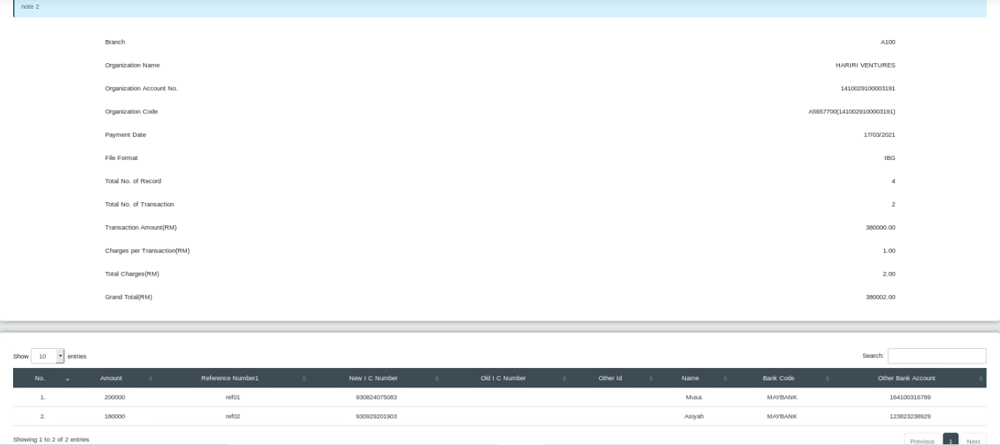 note 2
Branch A100
Organization Name HARIRI VENTURES
Organization Account No. 1410029100003191
Organization Code A5657700(1410029100003191)
Payment Date 17/03/2021
File Format IBG
Total No. of Record 4
Total No. of Transaction 2
Transaction Amount(RM) 380000.00
Charges per Transaction(RM) 1.00
Total Charges(RM) 2.00
Grand Total(RM) 380002.00
Show 10 entries Search:
No. Amount Reference Number1 New I C Number Old I C Number Other Id Name Bank Code Other Bank Account
1. 200000 ref01 930824075083 Musa MAYBANK 164100316789
2. 180000 ref02 930929201903 Asiyah MAYBANK 123823238929
Showing 1 to 2 of 2 entries Previous 1 Next